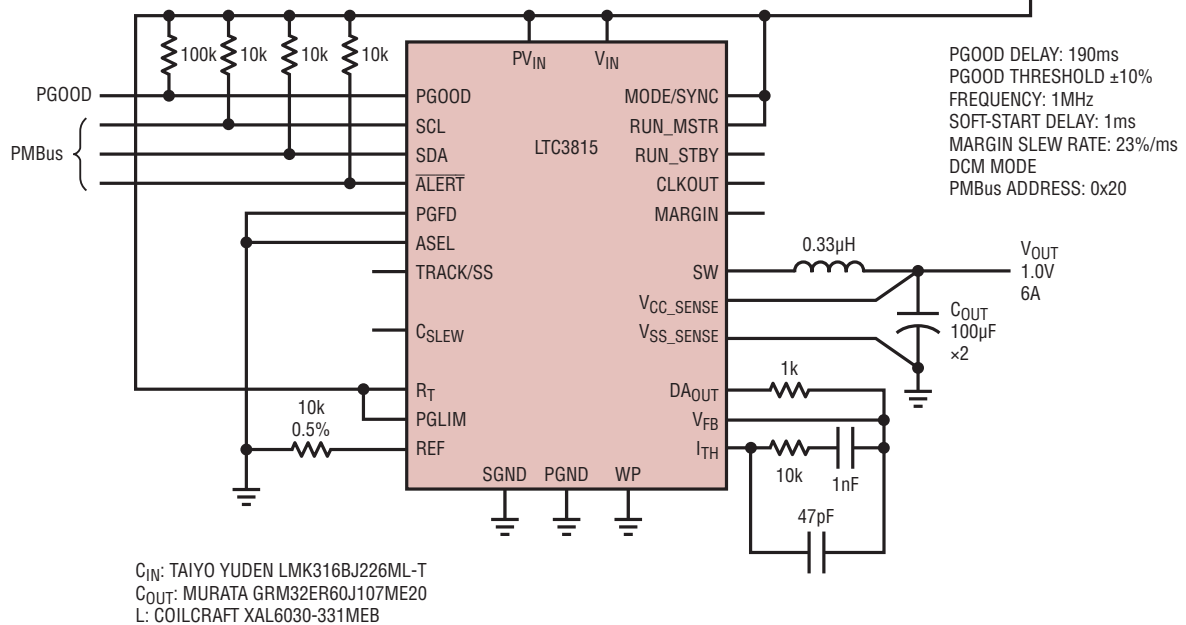 100k
10k
10k
10k
PV_IN
V_IN
PGOOD DELAY: 190ms
PGOOD THRESHOLD ±10%
FREQUENCY: 1MHz
SOFT-START DELAY: 1ms
MARGIN SLEW RATE: 23%/ms
DCM MODE
PMBus ADDRESS: 0x20
PGOOD
PMBus
PGOOD
SCL
SDA
A̅L̅E̅R̅T̅
PGFD
ASEL
TRACK/SS
C_SLEW
R_T
PGLIM
REF
LTC3815
MODE/SYNC
RUN_MSTR
RUN_STBY
CLKOUT
MARGIN
SW
V_CC_SENSE
V_SS_SENSE
DA_OUT
V_FB
I_TH
SGND
PGND
WP
0.33µH
V_OUT
1.0V
6A
C_OUT
100µF
×2
1k
10k
0.5%
10k
1nF
47pF
C_IN: TAIYO YUDEN LMK316BJ226ML-T
C_OUT: MURATA GRM32ER60J107ME20
L: COILCRAFT XAL6030-331MEB